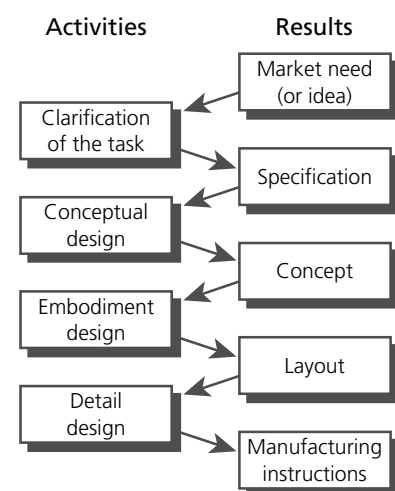 Activities
Results
Market need
(or idea)
Clarification
of the task
Specification
Conceptual
design
Concept
Embodiment
design
Layout
Detail
design
Manufacturing
instructions